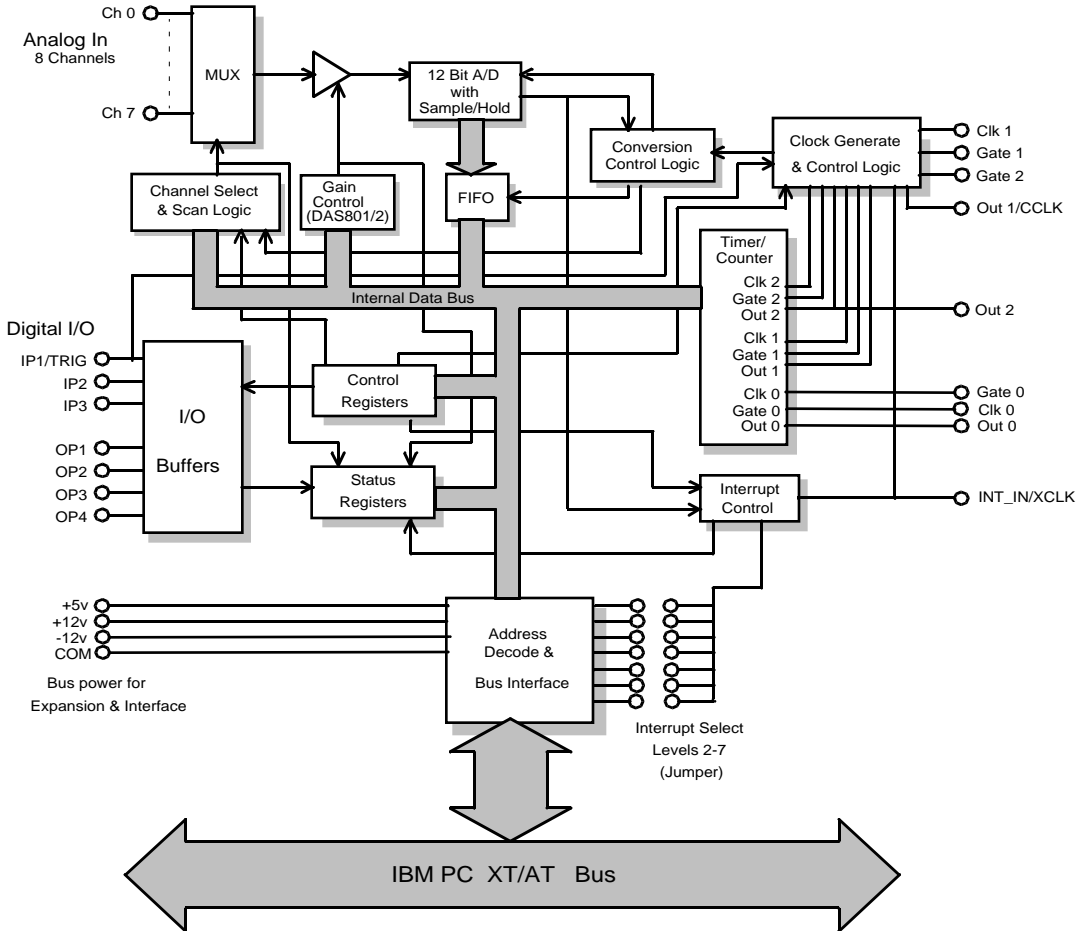 Ch 0
Analog In
8 Channels
Ch 7
MUX
12 Bit A/D
with
Sample/Hold
Conversion
Control Logic
Clock Generate
& Control Logic
Clk 1
Gate 1
Gate 2
Out 1/CCLK
Channel Select
& Scan Logic
Gain
Control
(DAS801/2)
FIFO
Timer/
Counter
Clk 2
Gate 2
Out 2
Clk 1
Gate 1
Out 1
Clk 0
Gate 0
Out 0
Out 2
Gate 0
Clk 0
Out 0
Internal Data Bus
Digital I/O
IP1/TRIG
IP2
IP3
OP1
OP2
OP3
OP4
I/O
Buffers
Control
Registers
Status
Registers
Interrupt
Control
INT_IN/XCLK
+5v
+12v
-12v
COM
Bus power for
Expansion & Interface
Address
Decode &
Bus Interface
Interrupt Select
Levels 2-7
(Jumper)
IBM PC XT/AT Bus